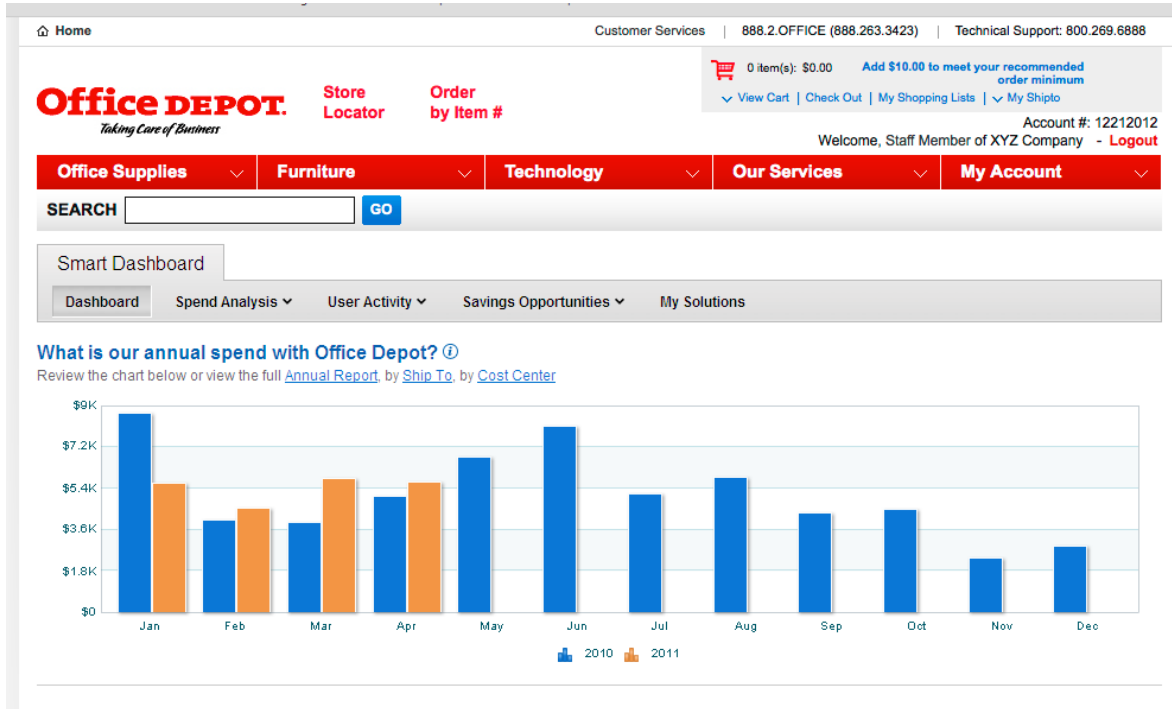 Home
Customer Services | 888.2.OFFICE (888.263.3423) | Technical Support: 800.269.6888
0 item(s): $0.00 Add $10.00 to meet your recommended
order minimum
View Cart | Check Out | My Shopping Lists | My Shipto
Office DEPOT.
Taking Care of Business
Store
Locator
Order
by Item #
Account #: 12212012
Welcome, Staff Member of XYZ Company - Logout
Office Supplies Furniture Technology Our Services My Account
SEARCH GO
Smart Dashboard
Dashboard Spend Analysis User Activity Savings Opportunities My Solutions
What is our annual spend with Office Depot? i
Review the chart below or view the full Annual Report, by Ship To, by Cost Center
$9K
$7.2K
$5.4K
$3.6K
$1.8K
$0
Jan Feb Mar Apr May Jun Jul Aug Sep Oct Nov Dec
2010 2011